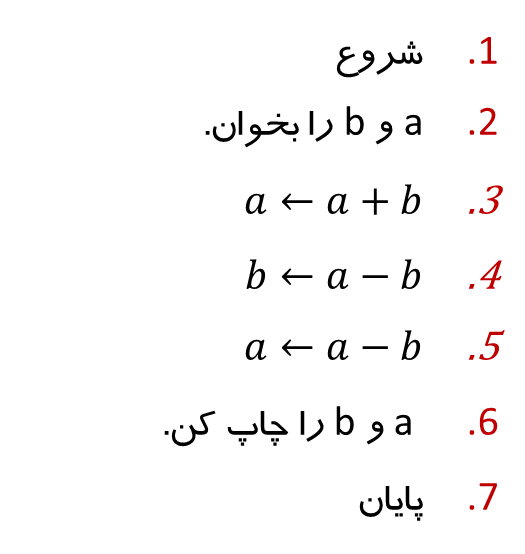 1. شروع
2. a و b را بخوان.
3. a ← a + b
4. b ← a − b
5. a ← a − b
6. a و b را چاپ کن.
7. پایان